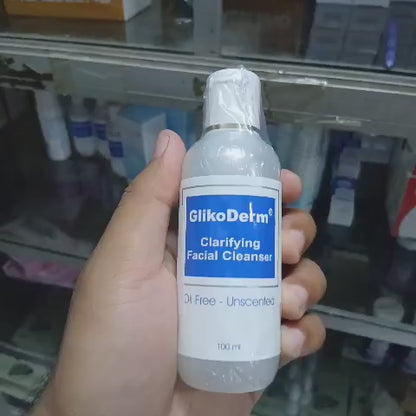 GlikoDerm®
Clarifying
Facial Cleanser
Oil Free - Unscented
100 ml